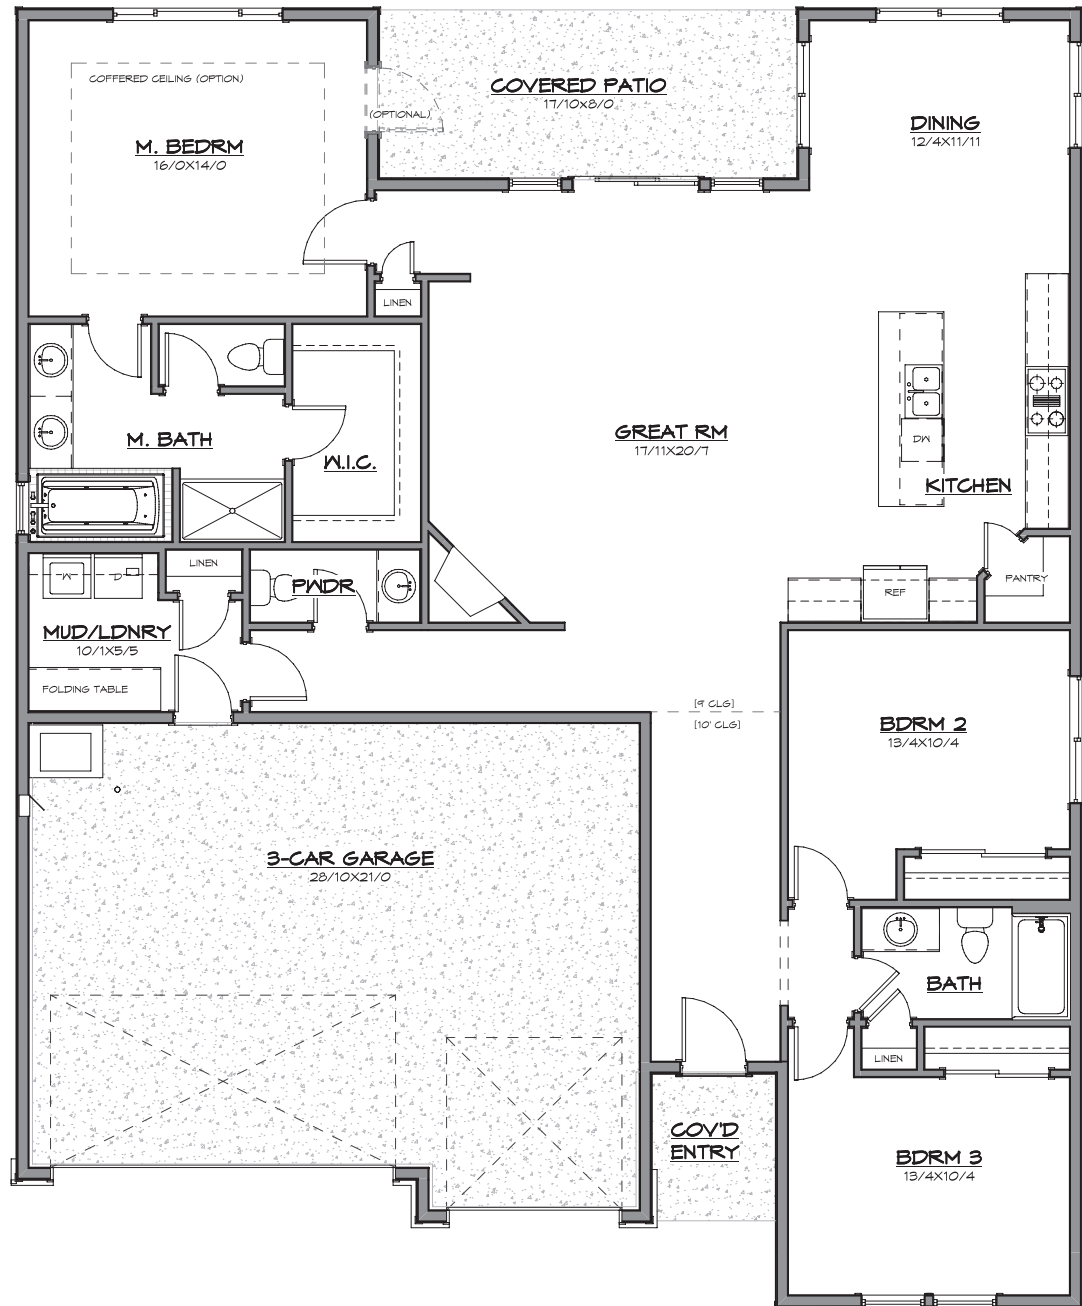 COFFERED CEILING (OPTION)
M. BEDRM
16/0X14/0
COVERED PATIO
17/10x8/0
(OPTIONAL)
DINING
12/4X11/11
LINEN
M. BATH
W.I.C.
GREAT RM
17/11X20/7
DW
KITCHEN
LINEN
W
D
PWDR
PANTRY
REF
MUD/LDNRY
10/1X5/5
FOLDING TABLE
[9' CLG]
[10' CLG]
BDRM 2
13/4X10/4
3-CAR GARAGE
28/10X21/0
BATH
LINEN
COV'D
ENTRY
BDRM 3
13/4X10/4